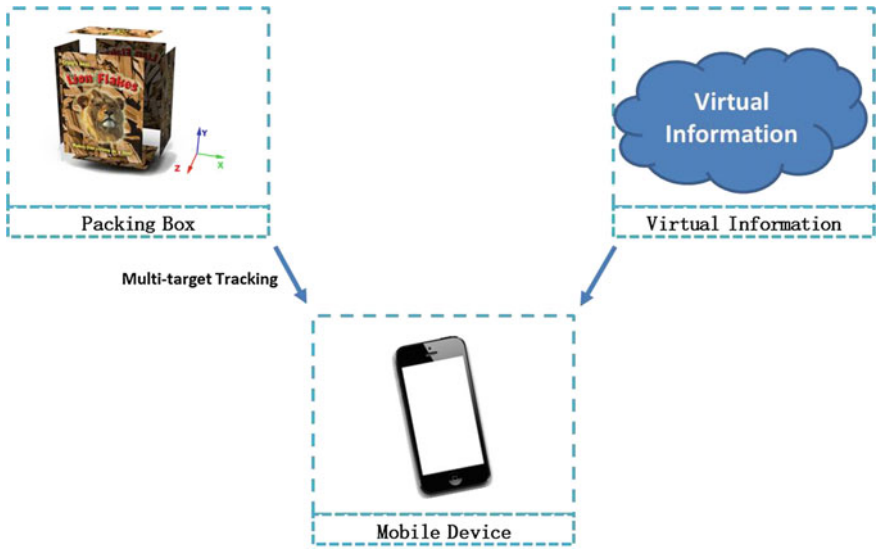 Lion Flakes
Y
X
Z
Packing Box
Virtual
Information
Virtual Information
Multi-target Tracking
Mobile Device